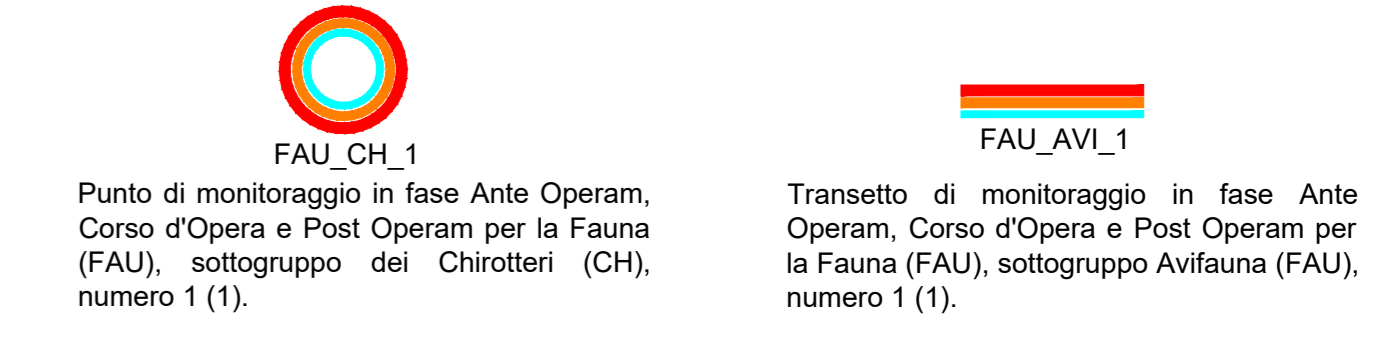 FAU_CH_1
Punto di monitoraggio in fase Ante Operam,
Corso d'Opera e Post Operam per la Fauna
(FAU), sottogruppo dei Chirotteri (CH),
numero 1 (1).
FAU_AVI_1
Transetto di monitoraggio in fase Ante
Operam, Corso d'Opera e Post Operam per
la Fauna (FAU), sottogruppo Avifauna (FAU),
numero 1 (1).